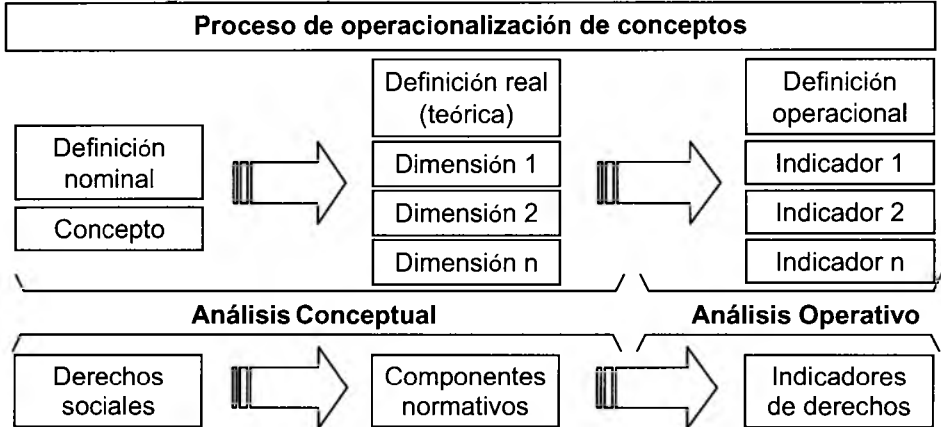 Proceso de operacionalización de conceptos
Definición
nominal
Concepto
Definición real
(teórica)
Dimensión 1
Dimensión 2
Dimensión n
Definición
operacional
Indicador 1
Indicador 2
Indicador n
Análisis Conceptual
Análisis Operativo
Derechos
sociales
Componentes
normativos
Indicadores
de derechos